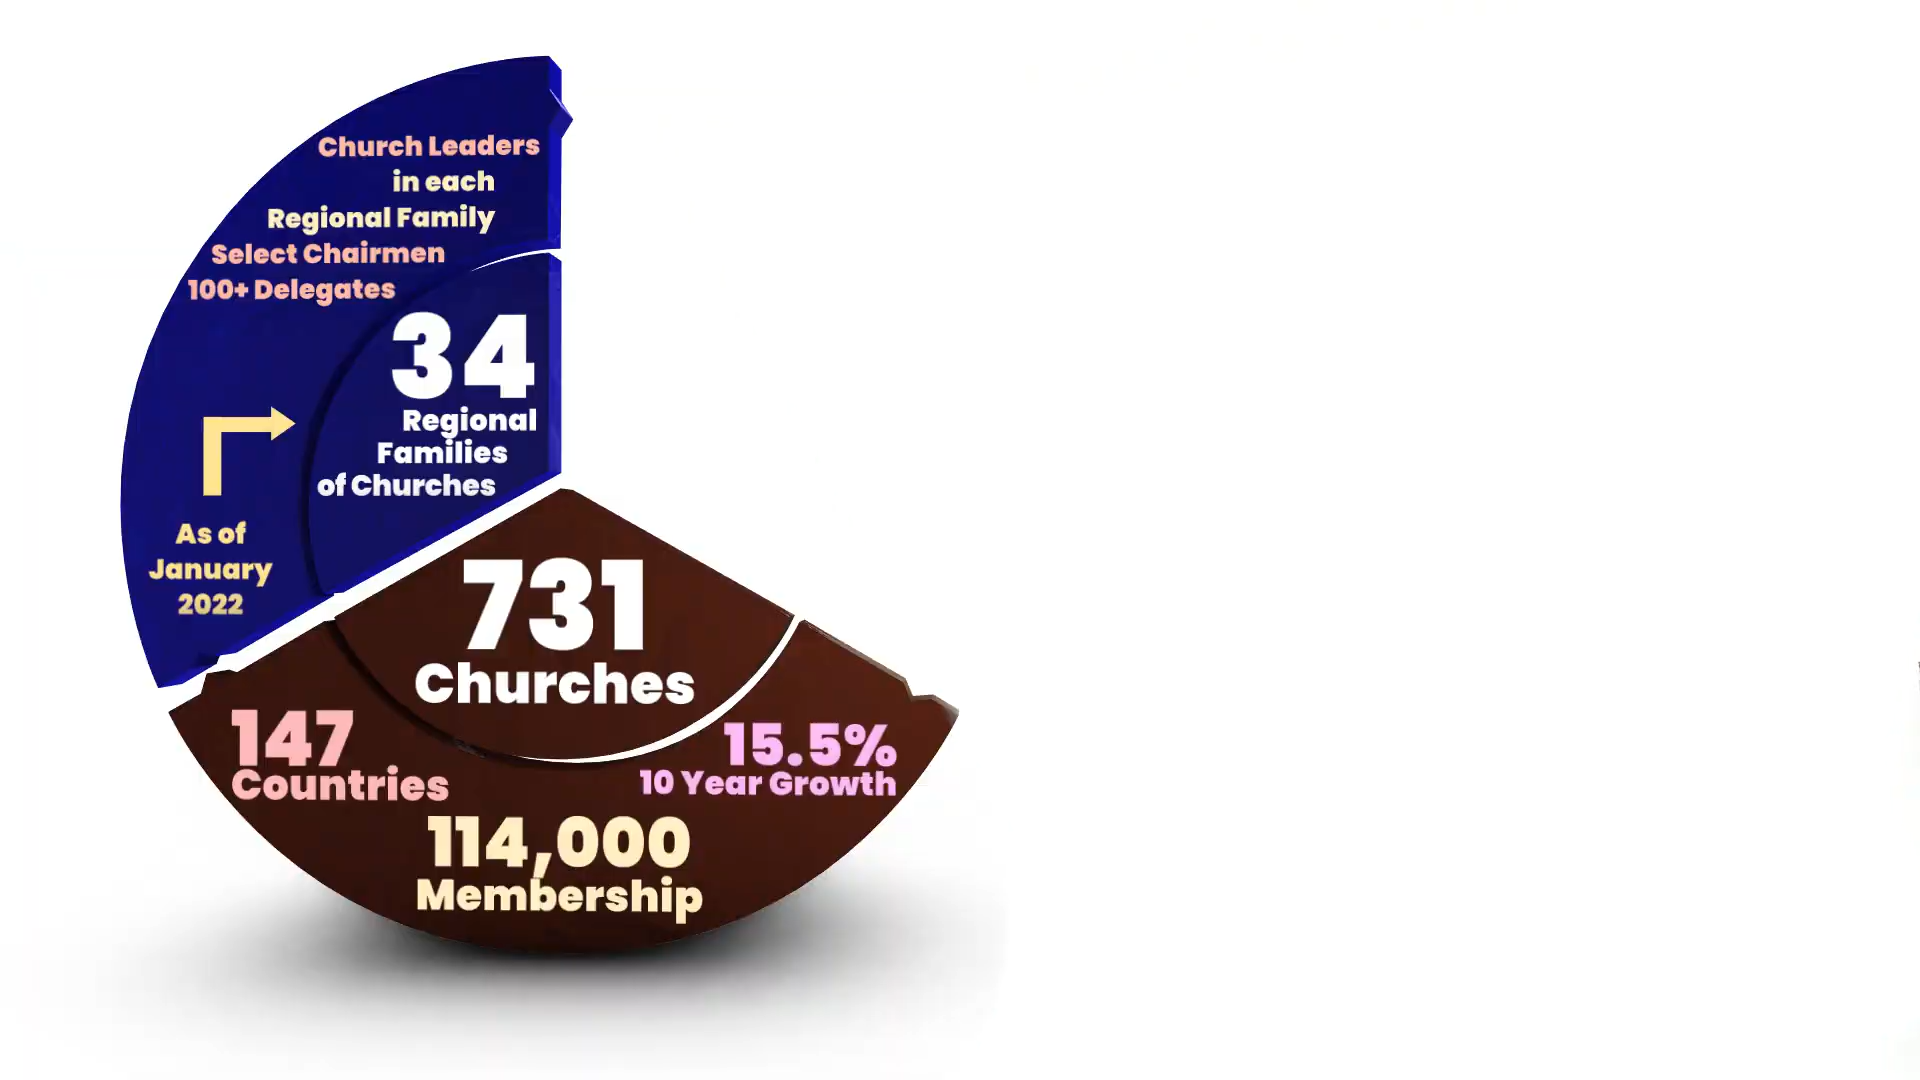 Church Leaders
in each
Regional Family
Select Chairmen
100+ Delegates
34
Regional
Families
of Churches
As of
January
2022
731
Churches
147
Countries
15.5%
10 Year Growth
114,000
Membership